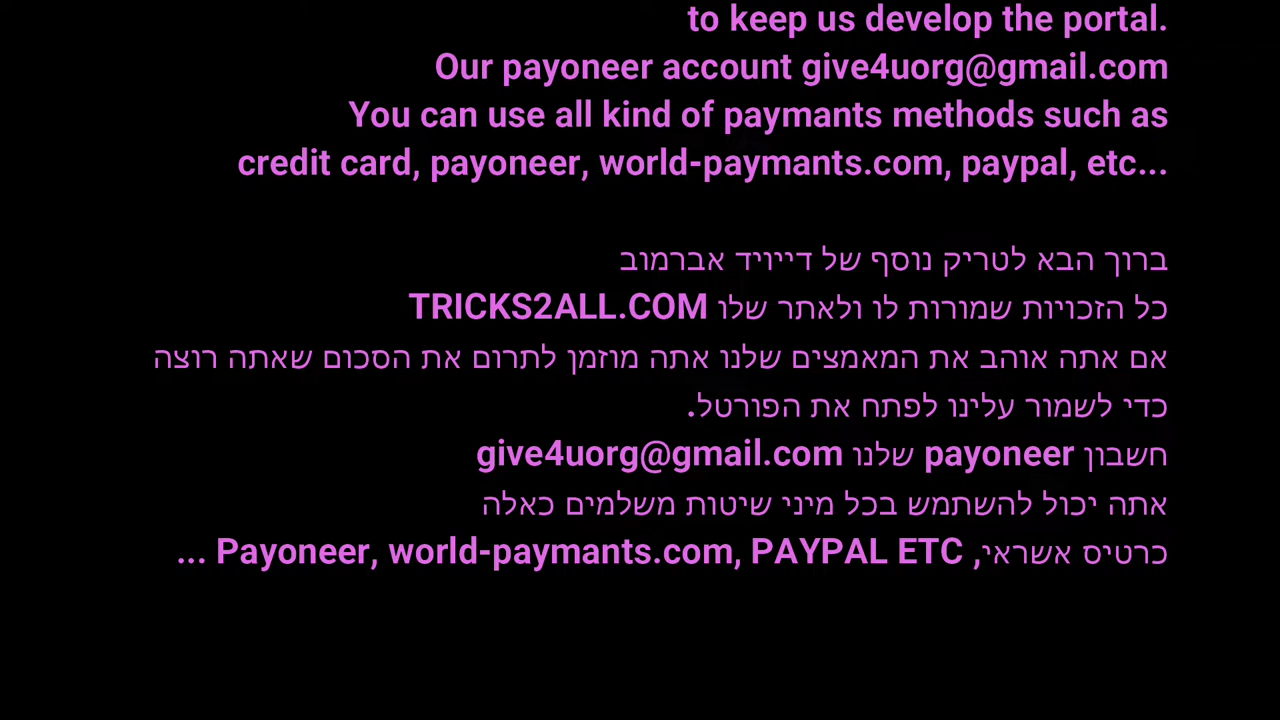 to keep us develop the portal.
Our payoneer account give4uorg@gmail.com
You can use all kind of paymants methods such as
credit card, payoneer, world-paymants.com, paypal, etc...
ברוך הבא לטריק נוסף של דייויד אברמוב
כל הזכויות שמורות לו ולאתר שלו TRICKS2ALL.COM
אם אתה אוהב את המאמצים שלנו אתה מוזמן לתרום את הסכום שאתה רוצה
כדי לשמור עלינו לפתח את הפורטל.
חשבון payoneer שלנו give4uorg@gmail.com
אתה יכול להשתמש בכל מיני שיטות משלמים כאלה
כרטיס אשראי, Payoneer, world-paymants.com, PAYPAL ETC ...